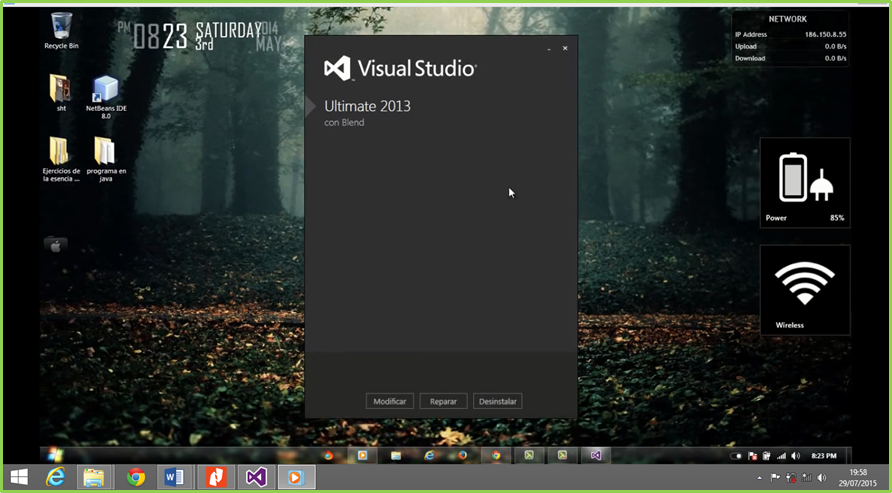 Recycle Bin
PM 08 23 SATURDAY 2014
3rd MAY
sht
NetBeans IDE
8.0
Ejercicios de
la esencia ...
programa en
java
Visual Studio
Ultimate 2013
con Blend
Modificar
Reparar
Desinstalar
NETWORK
IP Address 186.150.8.55
Upload 0.0 B/s
Download 0.0 B/s
Power 85%
Wireless
8:23 PM
19:58
29/07/2015